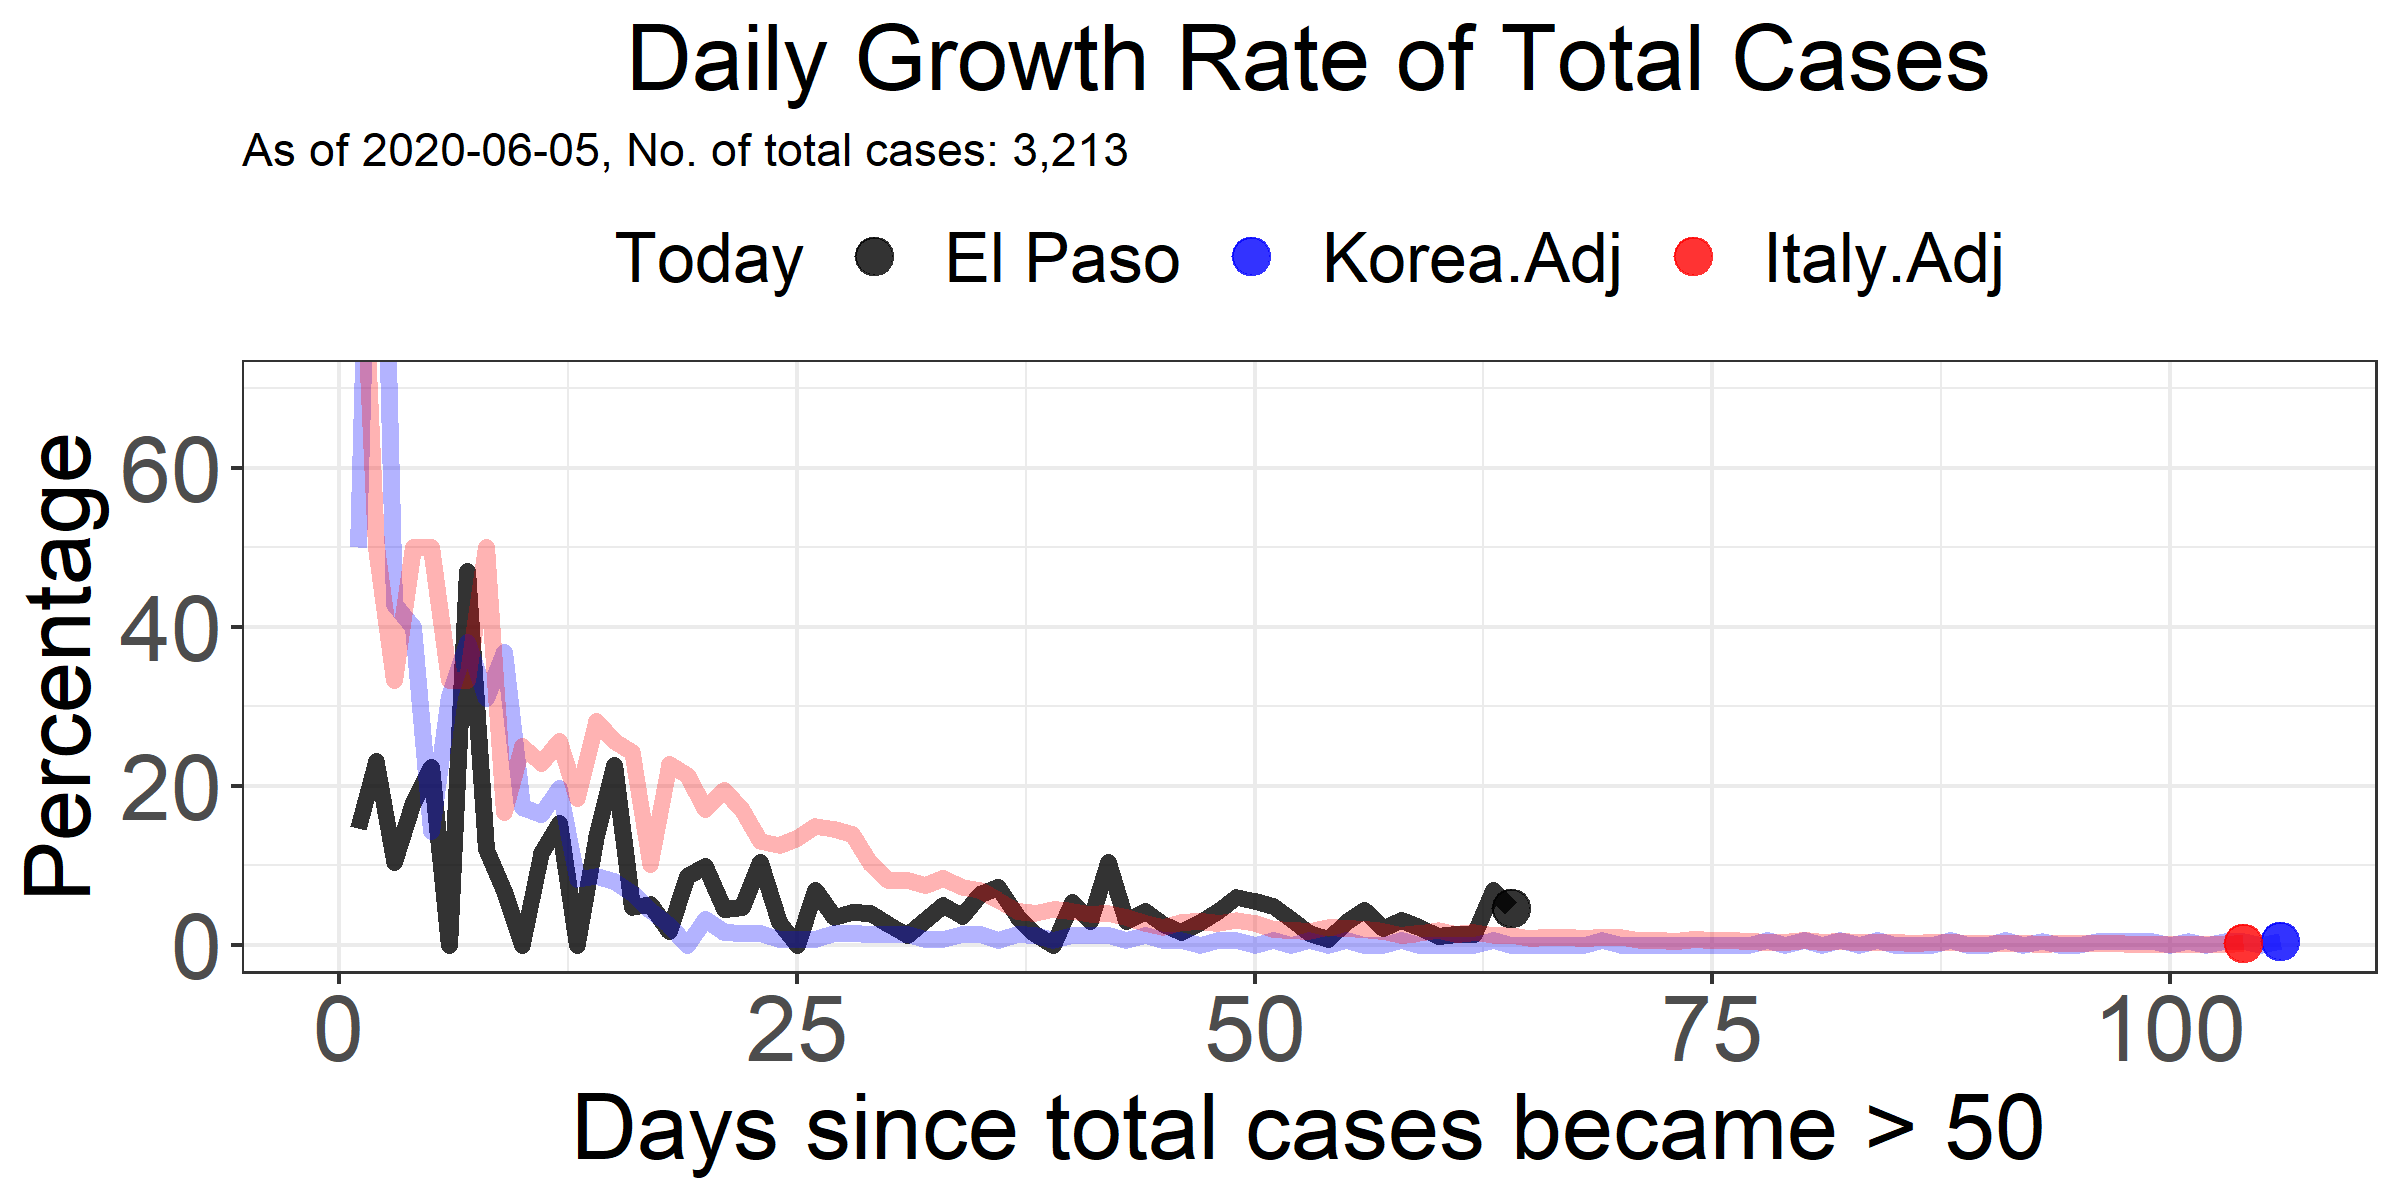 Daily Growth Rate of Total Cases
As of 2020-06-05, No. of total cases: 3,213
Today El Paso Korea.Adj Italy.Adj
Percentage
60
40
20
0
0 25 50 75 100
Days since total cases became > 50